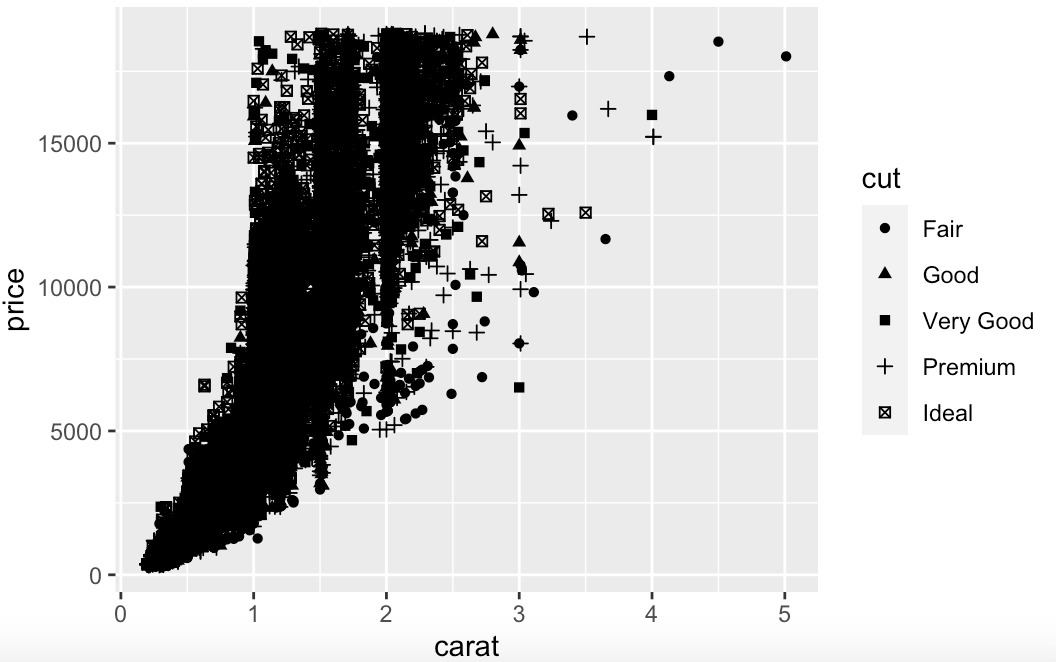 15000
10000
5000
0
price
0 1 2 3 4 5
carat
cut
Fair
Good
Very Good
Premium
Ideal